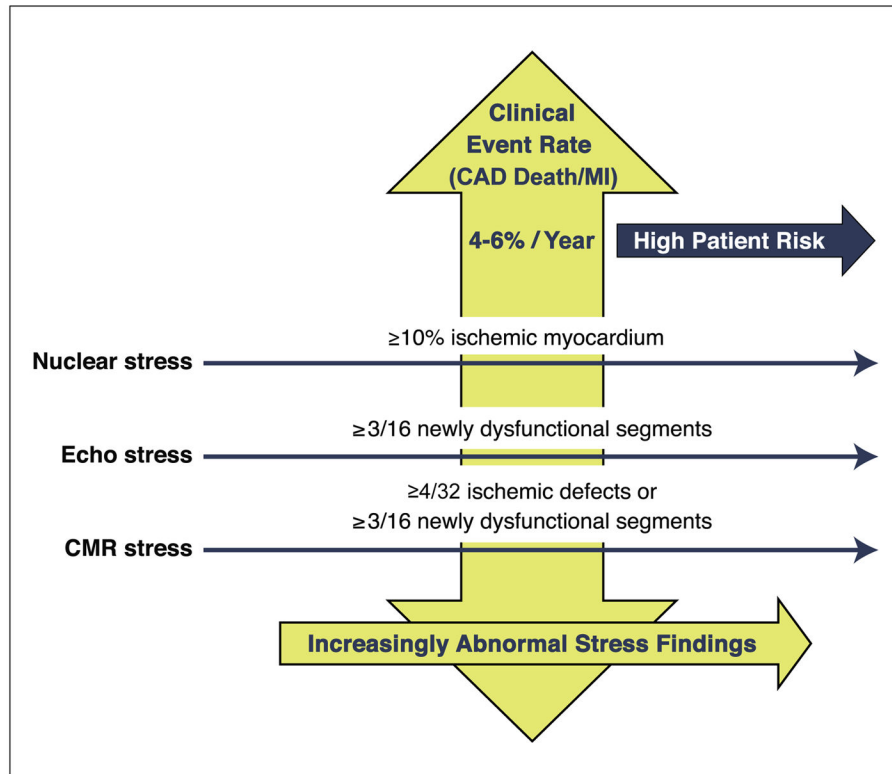 Clinical
Event Rate
(CAD Death/MI)
4-6% / Year
High Patient Risk
≥10% ischemic myocardium
Nuclear stress
≥3/16 newly dysfunctional segments
Echo stress
≥4/32 ischemic defects or
≥3/16 newly dysfunctional segments
CMR stress
Increasingly Abnormal Stress Findings